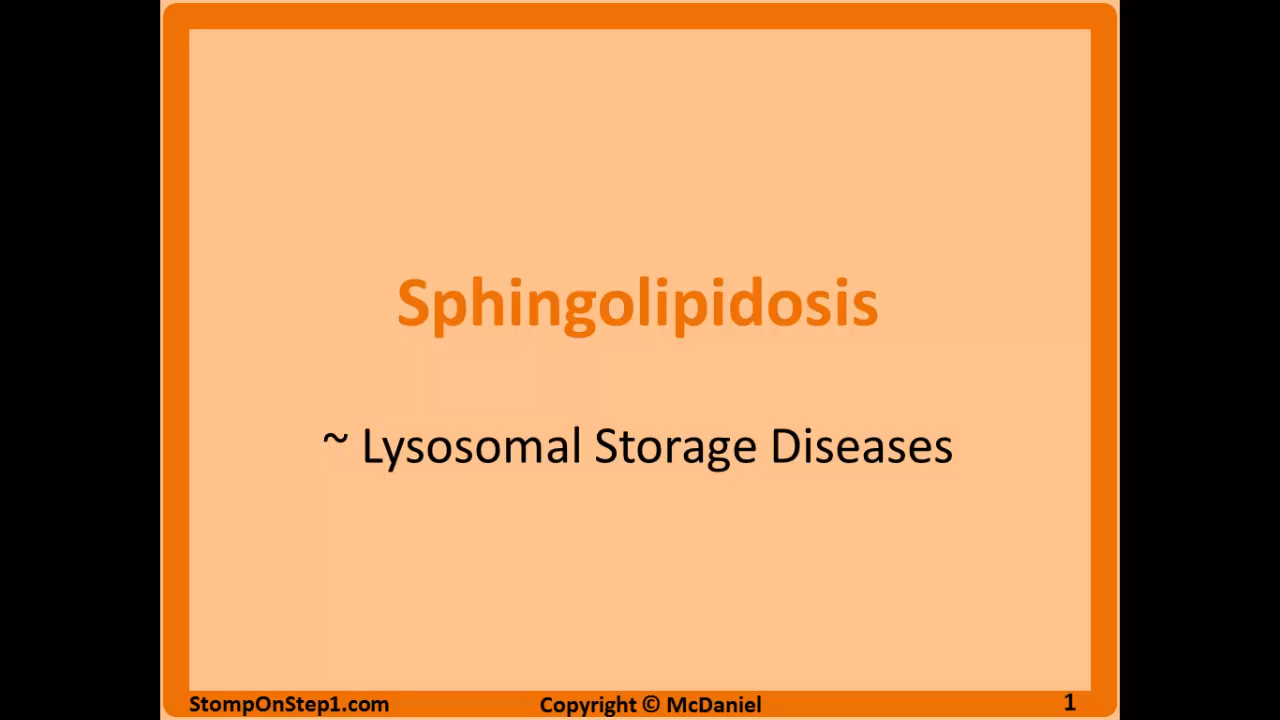 Sphingolipidosis
~ Lysosomal Storage Diseases
StompOnStep1.com Copyright © McDaniel 1